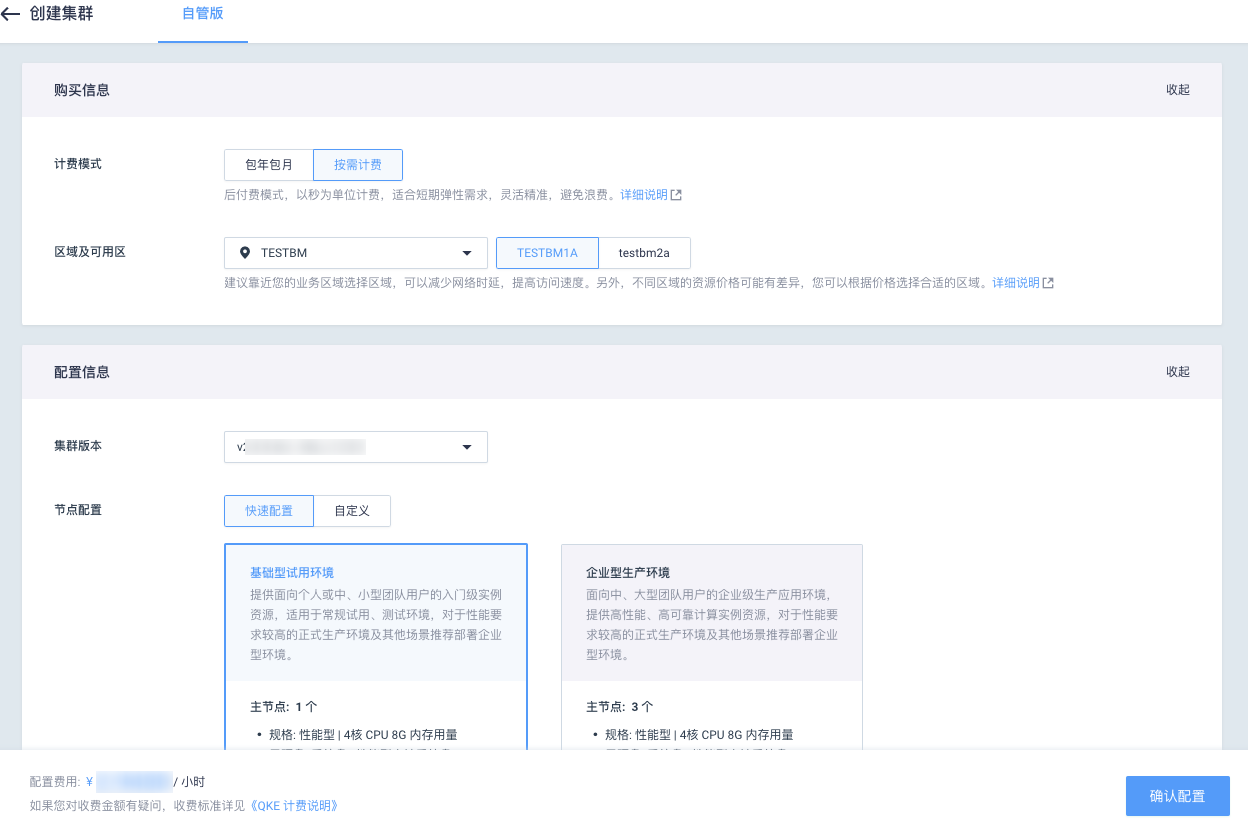 创建集群
自管版
购买信息
收起
计费模式
包年包月
按需计费
后付费模式，以秒为单位计费，适合短期弹性需求，灵活精准，避免浪费。详细说明
区域及可用区
TESTBM
TESTBM1A
testbm2a
建议靠近您的业务区域选择区域，可以减少网络时延，提高访问速度。另外，不同区域的资源价格可能有差异，您可以根据价格选择合适的区域。详细说明
配置信息
收起
集群版本
节点配置
快速配置
自定义
基础型试用环境
提供面向个人或中、小型团队用户的入门级实例
资源，适用于常规试用、测试环境，对于性能要
求较高的正式生产环境及其他场景推荐部署企业
型环境。
主节点: 1 个
• 规格: 性能型 | 4核 CPU 8G 内存用量
企业型生产环境
面向中、大型团队用户的企业级生产应用环境，
提供高性能、高可靠计算实例资源，对于性能要
求较高的正式生产环境及其他场景推荐部署企业
型环境。
主节点: 3 个
• 规格: 性能型 | 4核 CPU 8G 内存用量
配置费用: ¥ / 小时
如果您对收费金额有疑问，收费标准详见《QKE 计费说明》
确认配置